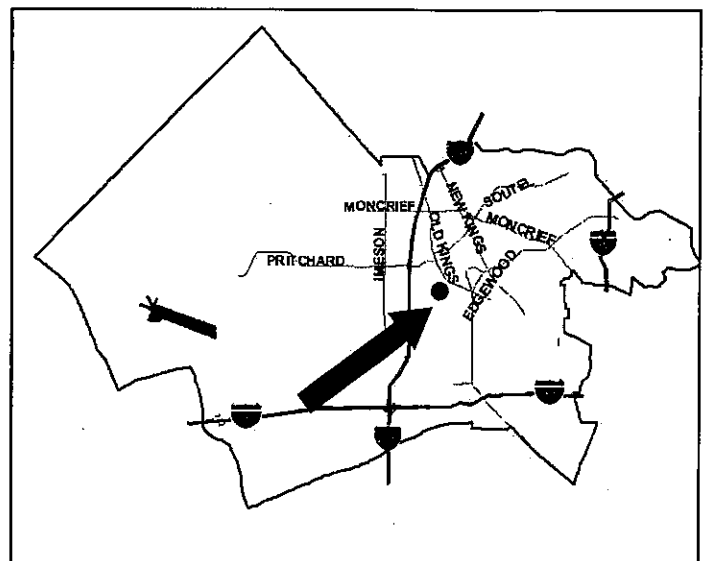 MONCRIEF
NEW KINGS
SOUTEL
MONCRIEF
OLD KINGS
IMESON
PRITCHARD
EDGEWOOD